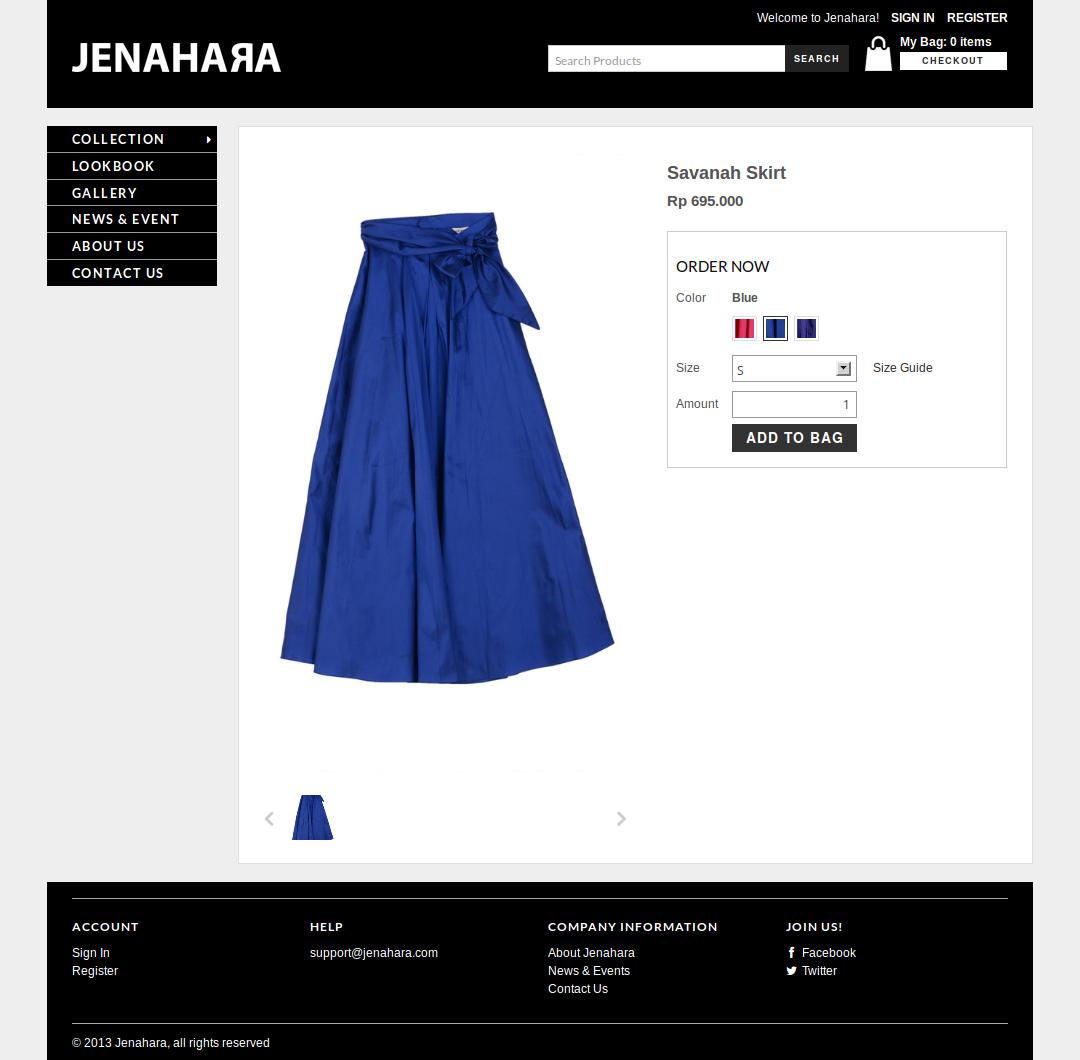 Welcome to Jenahara! SIGN IN REGISTER
JENAHARA
Search Products
SEARCH
My Bag: 0 items
CHECKOUT
COLLECTION
LOOKBOOK
GALLERY
NEWS & EVENT
ABOUT US
CONTACT US
Savanah Skirt
Rp 695.000
ORDER NOW
Color Blue
Size S Size Guide
Amount 1
ADD TO BAG
ACCOUNT
Sign In
Register
HELP
support@jenahara.com
COMPANY INFORMATION
About Jenahara
News & Events
Contact Us
JOIN US!
Facebook
Twitter
© 2013 Jenahara, all rights reserved